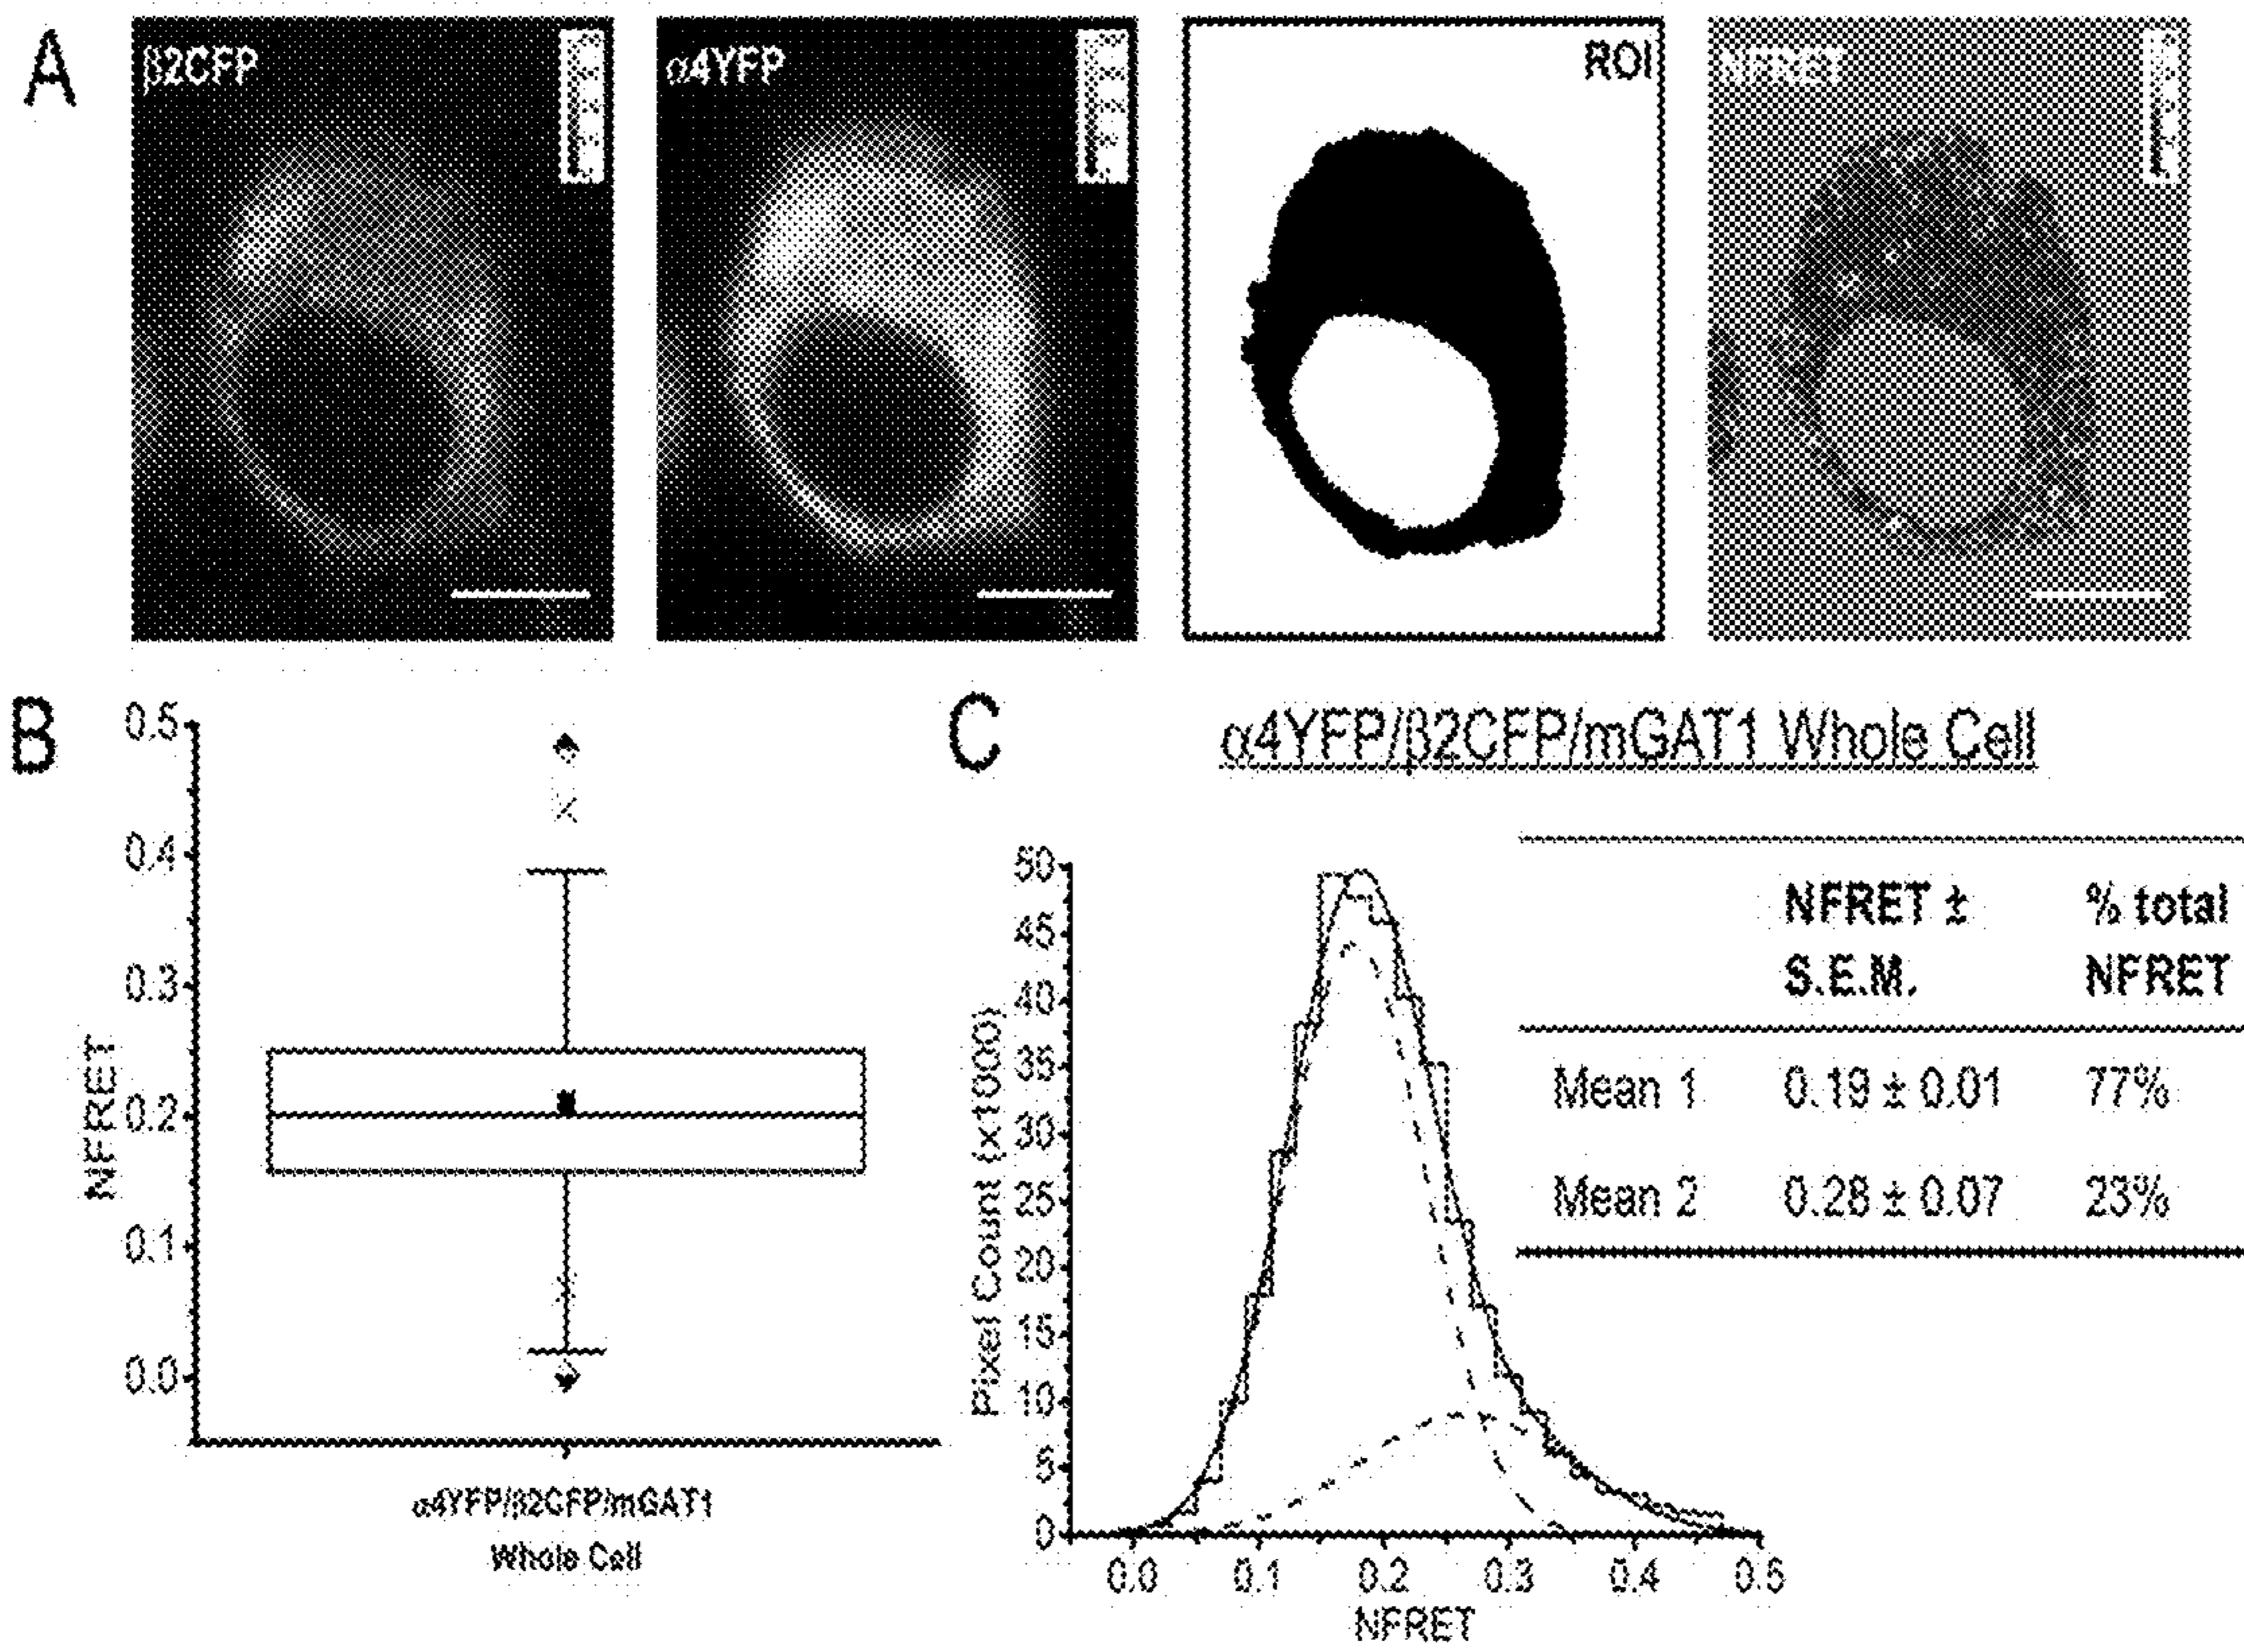 A
β2CFP
α4YFP
ROI
NFRET
B
0.5
0.4
0.3
0.2
0.1
0.0
NFRET
α4YFP/β2CFP/mGAT1
Whole Cell
C
α4YFP/β2CFP/mGAT1 Whole Cell
50
45
40
35
30
25
20
15
10
5
0
Pixel Count (x1000)
0.0 0.1 0.2 0.3 0.4 0.5
NFRET
NFRET ± % total
S.E.M. NFRET
Mean 1 0.19 ± 0.01 77%
Mean 2 0.28 ± 0.07 23%